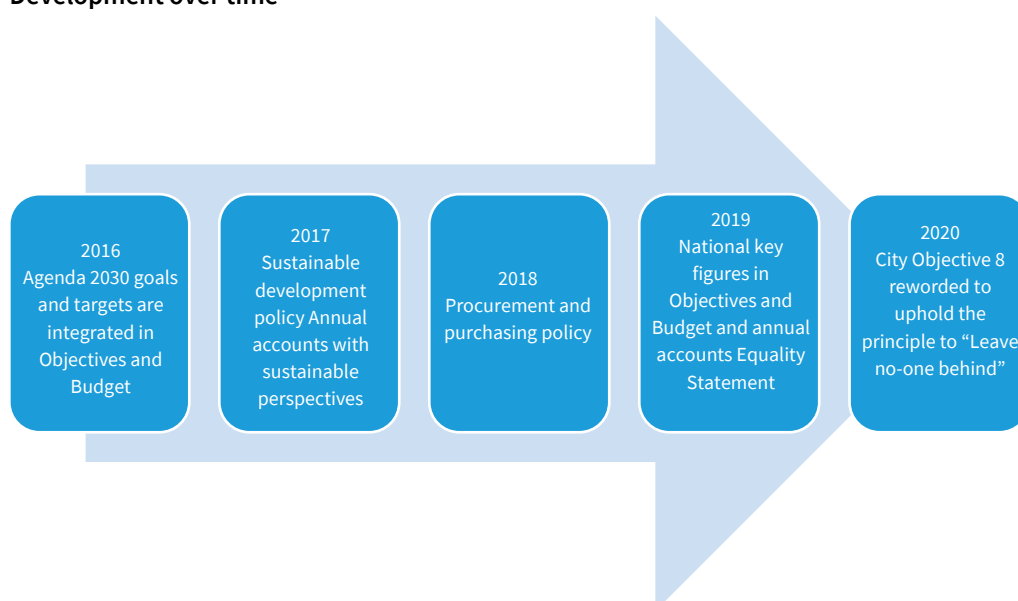 Development over time
2016
Agenda 2030 goals
and targets are
integrated in
Objectives and
Budget
2017
Sustainable
development
policy Annual
accounts with
sustainable
perspectives
2018
Procurement and
purchasing policy
2019
National key
figures in
Objectives and
Budget and annual
accounts Equality
Statement
2020
City Objective 8
reworded to
uphold the
principle to “Leave
no-one behind”